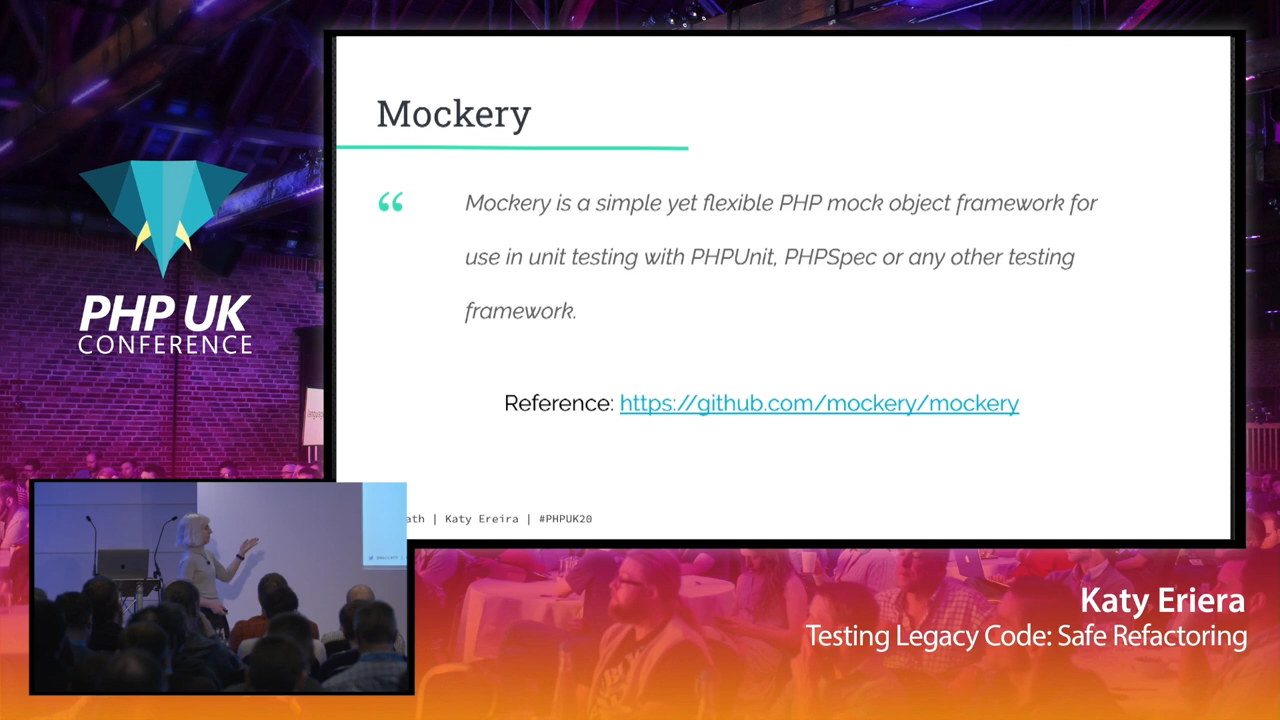 Mockery
“
Mockery is a simple yet flexible PHP mock object framework for
use in unit testing with PHPUnit, PHPSpec or any other testing
framework.
Reference: https://github.com/mockery/mockery
ath | Katy Ereira | #PHPUK20
PHP UK
CONFERENCE
Katy Eriera
Testing Legacy Code: Safe Refactoring